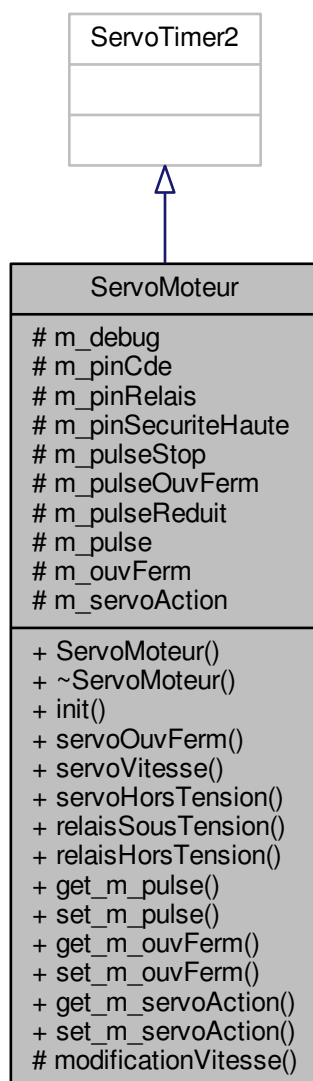 ServoTimer2
ServoMoteur
# m_debug
# m_pinCde
# m_pinRelais
# m_pinSecuriteHaute
# m_pulseStop
# m_pulseOuvFerm
# m_pulseReduit
# m_pulse
# m_ouvFerm
# m_servoAction
+ ServoMoteur()
+ ~ServoMoteur()
+ init()
+ servoOuvFerm()
+ servoVitesse()
+ servoHorsTension()
+ relaisSousTension()
+ relaisHorsTension()
+ get_m_pulse()
+ set_m_pulse()
+ get_m_ouvFerm()
+ set_m_ouvFerm()
+ get_m_servoAction()
+ set_m_servoAction()
# modificationVitesse()